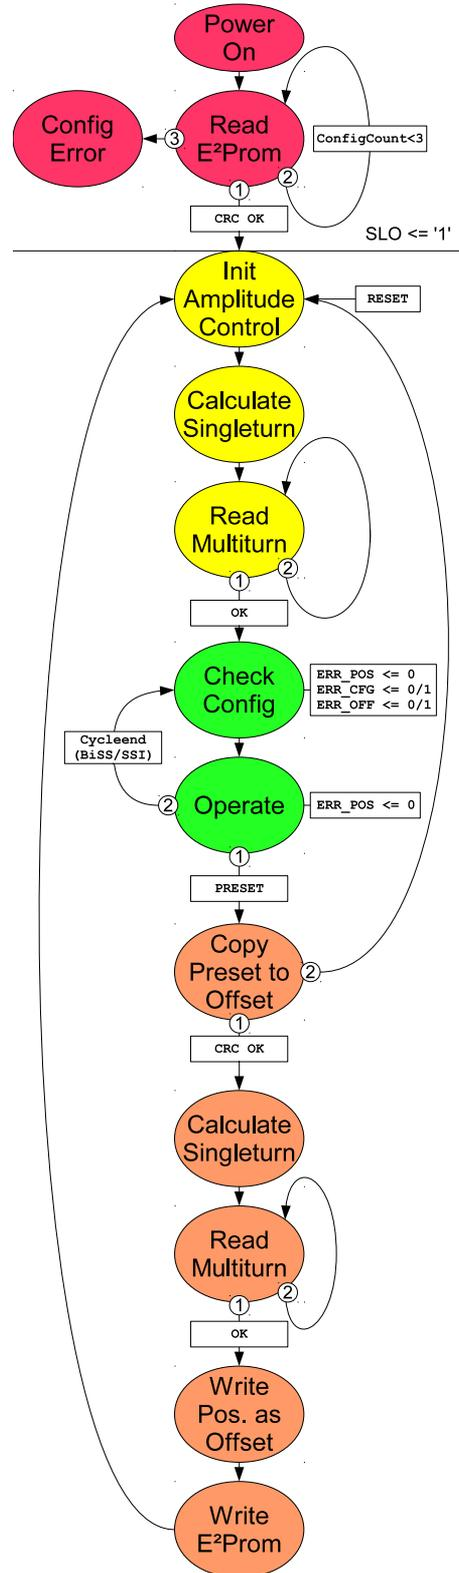 Power
On
Config
Error
3
Read
E²Prom
ConfigCount<3
1
2
CRC OK
SLO <= '1'
Init
Amplitude
Control
RESET
Calculate
Singleturn
Read
Multiturn
1
2
OK
Check
Config
ERR_POS <= 0
ERR_CFG <= 0/1
ERR_OFF <= 0/1
Cycleend
(BiSS/SSI)
2
Operate
ERR_POS <= 0
1
PRESET
Copy
Preset to
Offset
2
1
CRC OK
Calculate
Singleturn
Read
Multiturn
1
2
OK
Write
Pos. as
Offset
Write
E²Prom